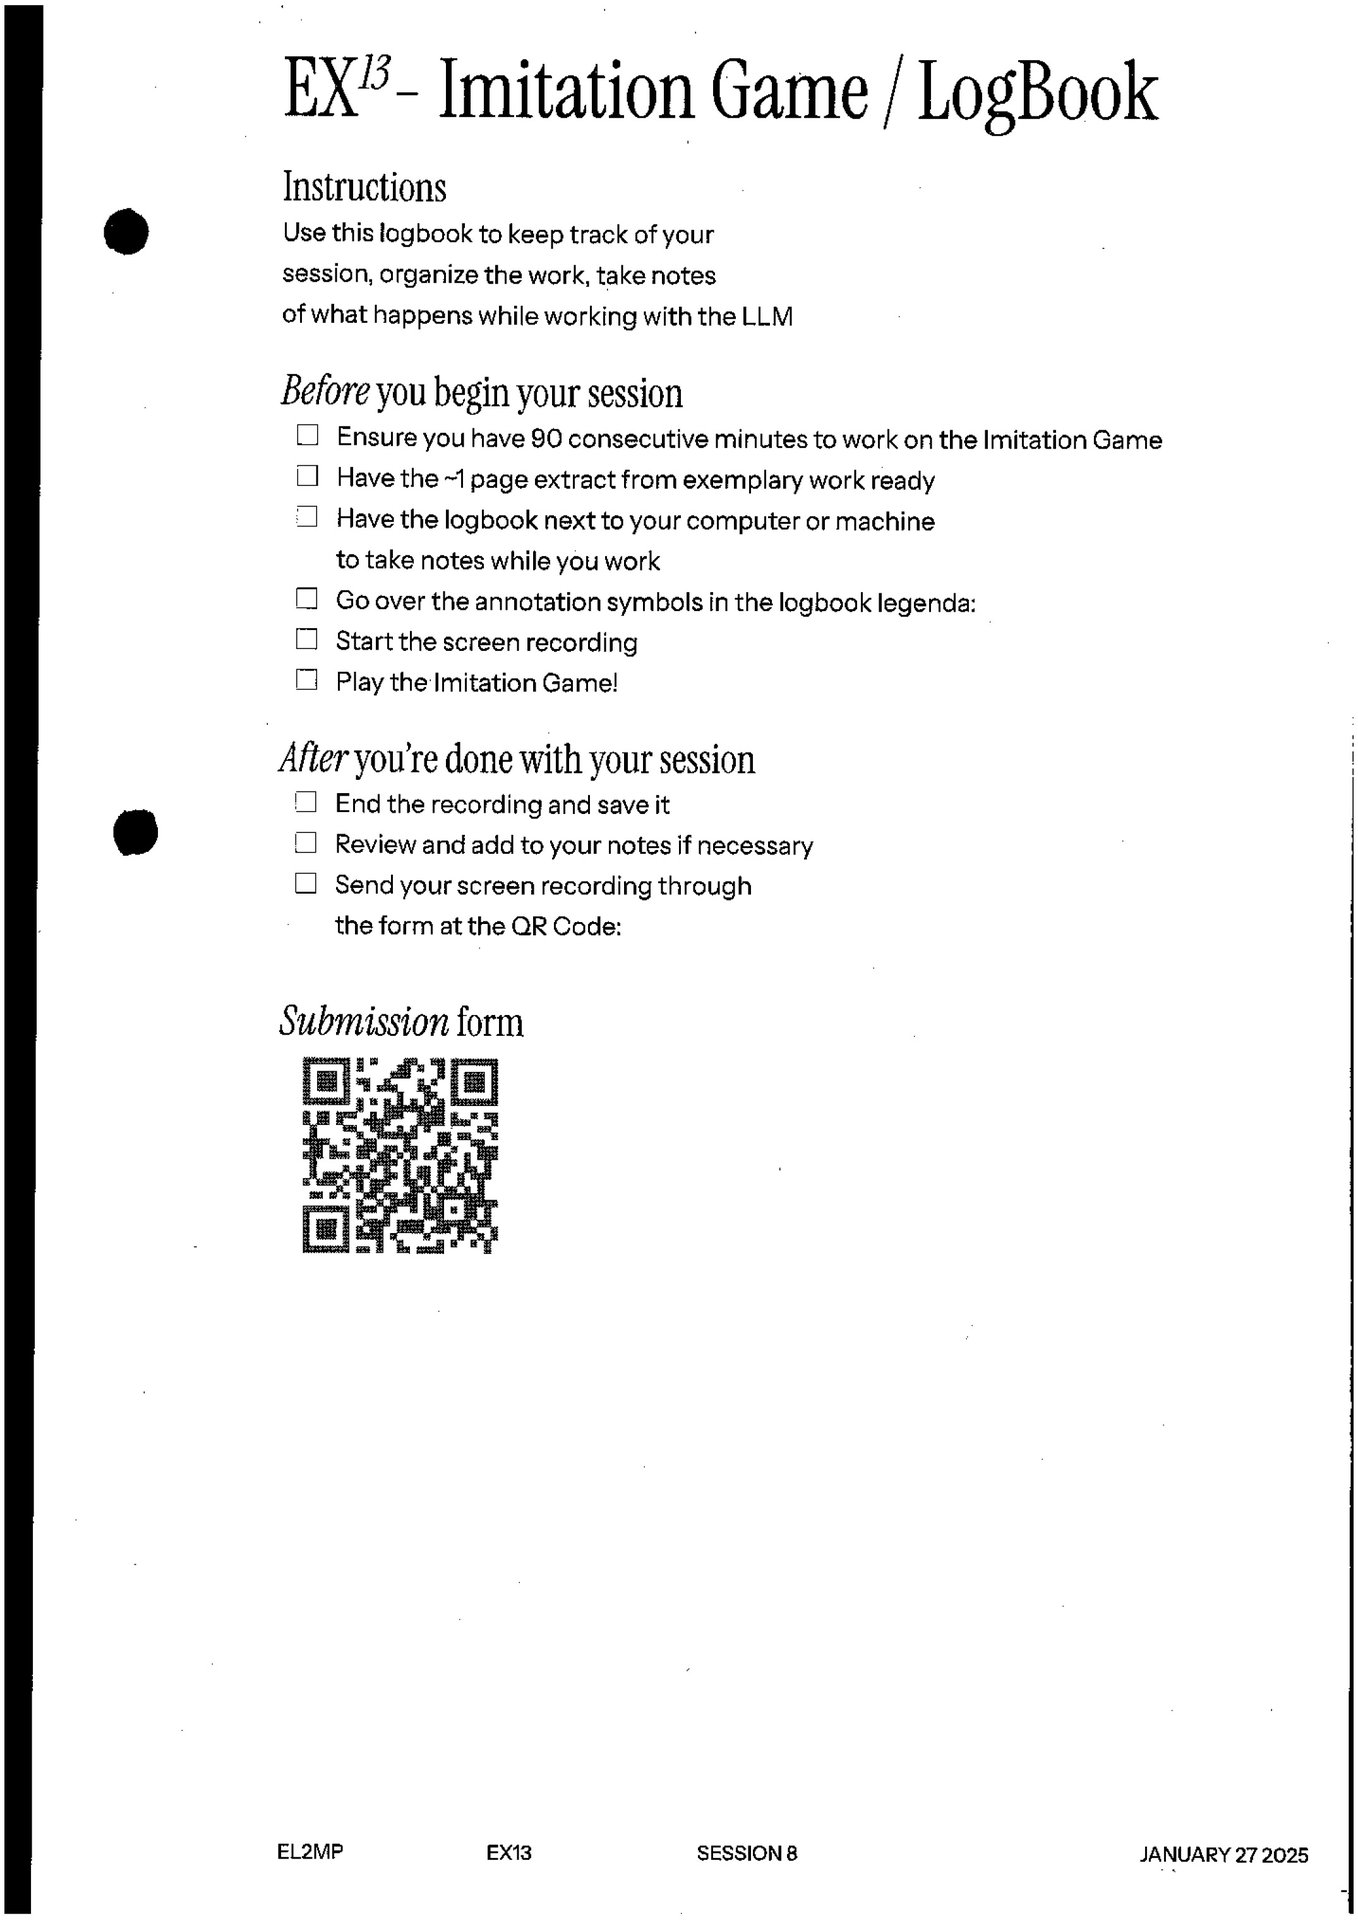 EX13 – Imitation Game / LogBook
Instructions
Use this logbook to keep track of your
session, organize the work, take notes
of what happens while working with the LLM
Before you begin your session
Ensure you have 90 consecutive minutes to work on the Imitation Game
Have the ~1 page extract from exemplary work ready
Have the logbook next to your computer or machine
to take notes while you work
Go over the annotation symbols in the logbook legenda:
Start the screen recording
Play the Imitation Game!
After you're done with your session
End the recording and save it
Review and add to your notes if necessary
Send your screen recording through
the form at the QR Code:
Submission form
EL2MP EX13 SESSION 8 JANUARY 27 2025